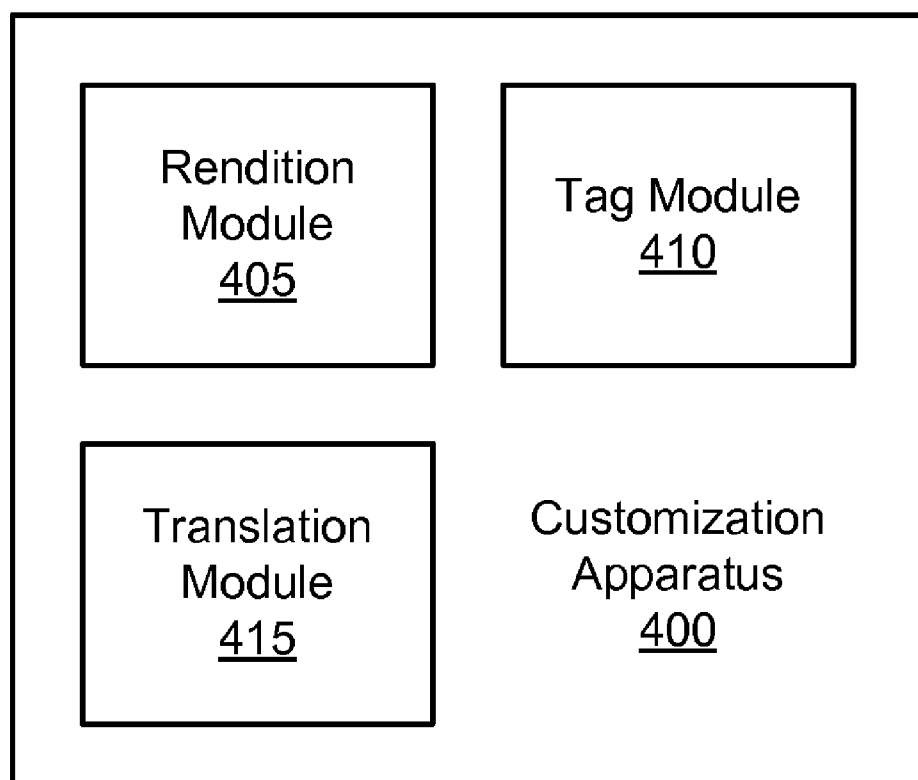 Rendition
Module
405
Tag Module
410
Translation
Module
415
Customization
Apparatus
400